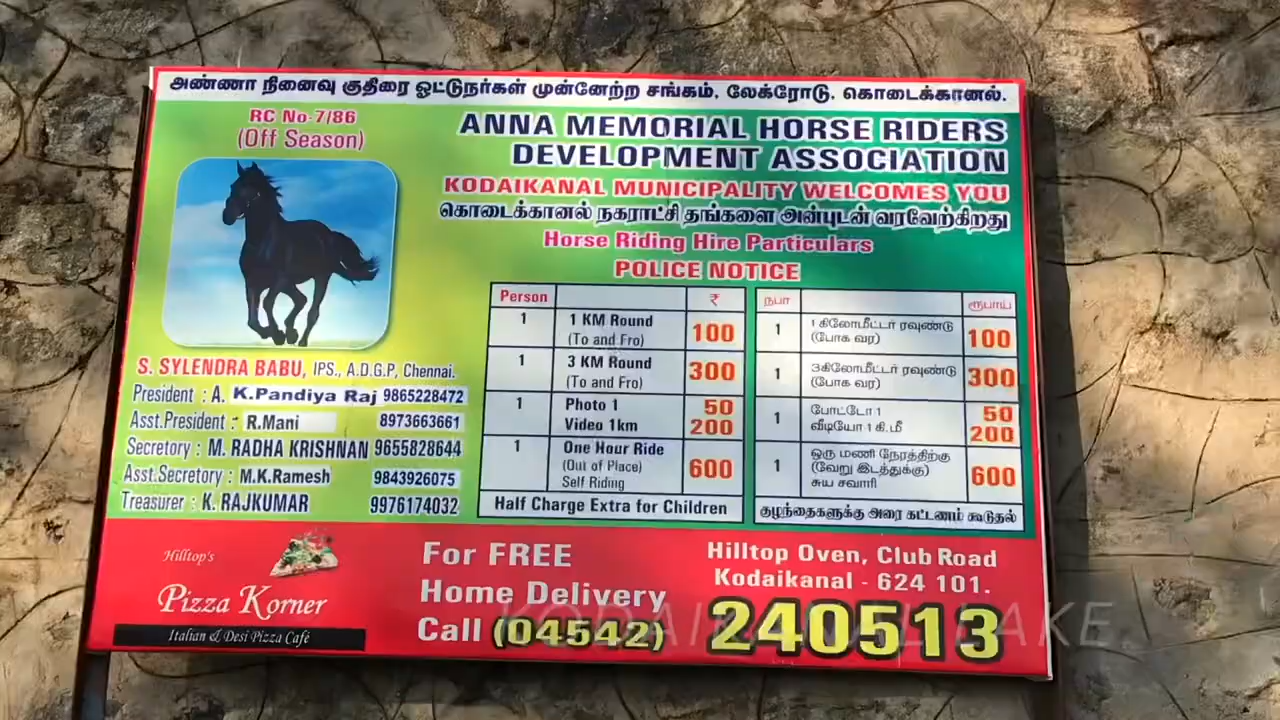 அண்ணா நினைவு குதிரை ஓட்டுநர்கள் முன்னேற்ற சங்கம், லேக்ரோடு, கொடைக்கானல்.
RC No-7/86
(Off Season)
ANNA MEMORIAL HORSE RIDERS
DEVELOPMENT ASSOCIATION
KODAIKANAL MUNICIPALITY WELCOMES YOU
கொடைக்கானல் நகராட்சி தங்களை அன்புடன் வரவேற்கிறது
Horse Riding Hire Particulars
POLICE NOTICE
S. SYLENDRA BABU, IPS., A.D.G.P, Chennai.
President : A. K.Pandiya Raj 9865228472
Asst.President : R.Mani 8973663661
Secretary : M. RADHA KRISHNAN 9655828644
Asst.Secretary : M.K.Ramesh 9843926075
Treasurer : K. RAJKUMAR 9976174032
Person ₹
1 1 KM Round 100
(To and Fro)
1 3 KM Round 300
(To and Fro)
1 Photo 1 50
Video 1km 200
1 One Hour Ride
(Out of Place) 600
Self Riding
Half Charge Extra for Children
நபா ரூபாய்
1 1 கிலோமீட்டர் ரவுண்டு 100
(போக வர)
1 3கிலோமீட்டர் ரவுண்டு 300
(போக வர)
1 போட்டோ 1 50
வீடியோ 1 கி.மீ 200
1 ஒரு மணி நேரத்திற்கு
(வேறு இடத்துக்கு) 600
சுய சவாரி
குழந்தைகளுக்கு அரை கட்டணம் கூடுதல்
Hilltop's
Pizza Korner
Italian & Desi Pizza Café
For FREE
Home Delivery
Call (04542) 240513
Hilltop Oven, Club Road
Kodaikanal - 624 101.
KODAIKANAL LAKE.